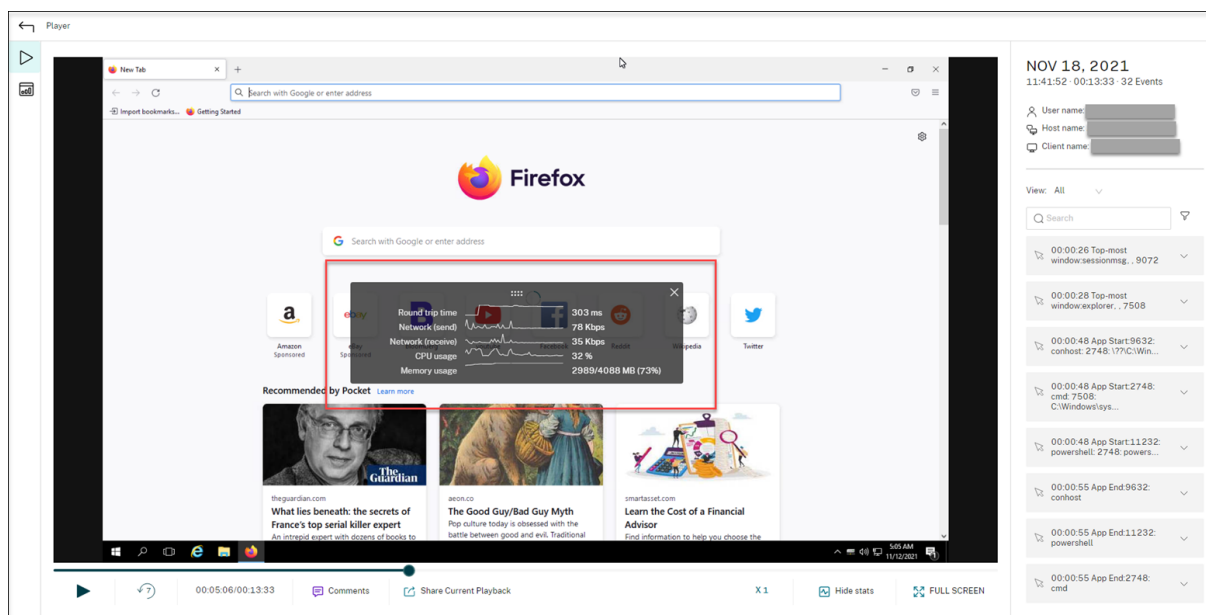 Player
New Tab
Search with Google or enter address
Import bookmarks...
Getting Started
Firefox
Search with Google or enter address
Round trip time 303 ms
Network (send) 78 Kbps
Network (receive) 35 Kbps
CPU usage 32 %
Memory usage 2989/4088 MB (73%)
a
ebay
Amazon
Sponsored
eBay
Facebook
Reddit
Wikipedia
Twitter
Recommended by Pocket Learn more
The Guardian
theguardian.com
What lies beneath: the secrets of
France's top serial killer expert
An intrepid expert with dozens of books to
aeon.co
The Good Guy/Bad Guy Myth
Pop culture today is obsessed with the
battle between good and evil. Traditional
smartasset.com
Learn the Cost of a Financial
Advisor
Find information to help you choose the
5:05 AM
11/12/2021
7
00:05:06/00:13:33
Comments
Share Current Playback
X 1
Hide stats
FULL SCREEN
NOV 18, 2021
11:41:52 · 00:13:33 · 32 Events
User name:
Host name:
Client name:
View: All
Search
00:00:26 Top-most
window:sessionmsg, , 9072
00:00:28 Top-most
window:explorer, , 7508
00:00:48 App Start:9632:
conhost: 2748: \??\C:\Win...
00:00:48 App Start:2748:
cmd: 7508:
C:\Windows\sys...
00:00:48 App Start:11232:
powershell: 2748: powers...
00:00:55 App End:9632:
conhost
00:00:55 App End:11232:
powershell
00:00:55 App End:2748:
cmd